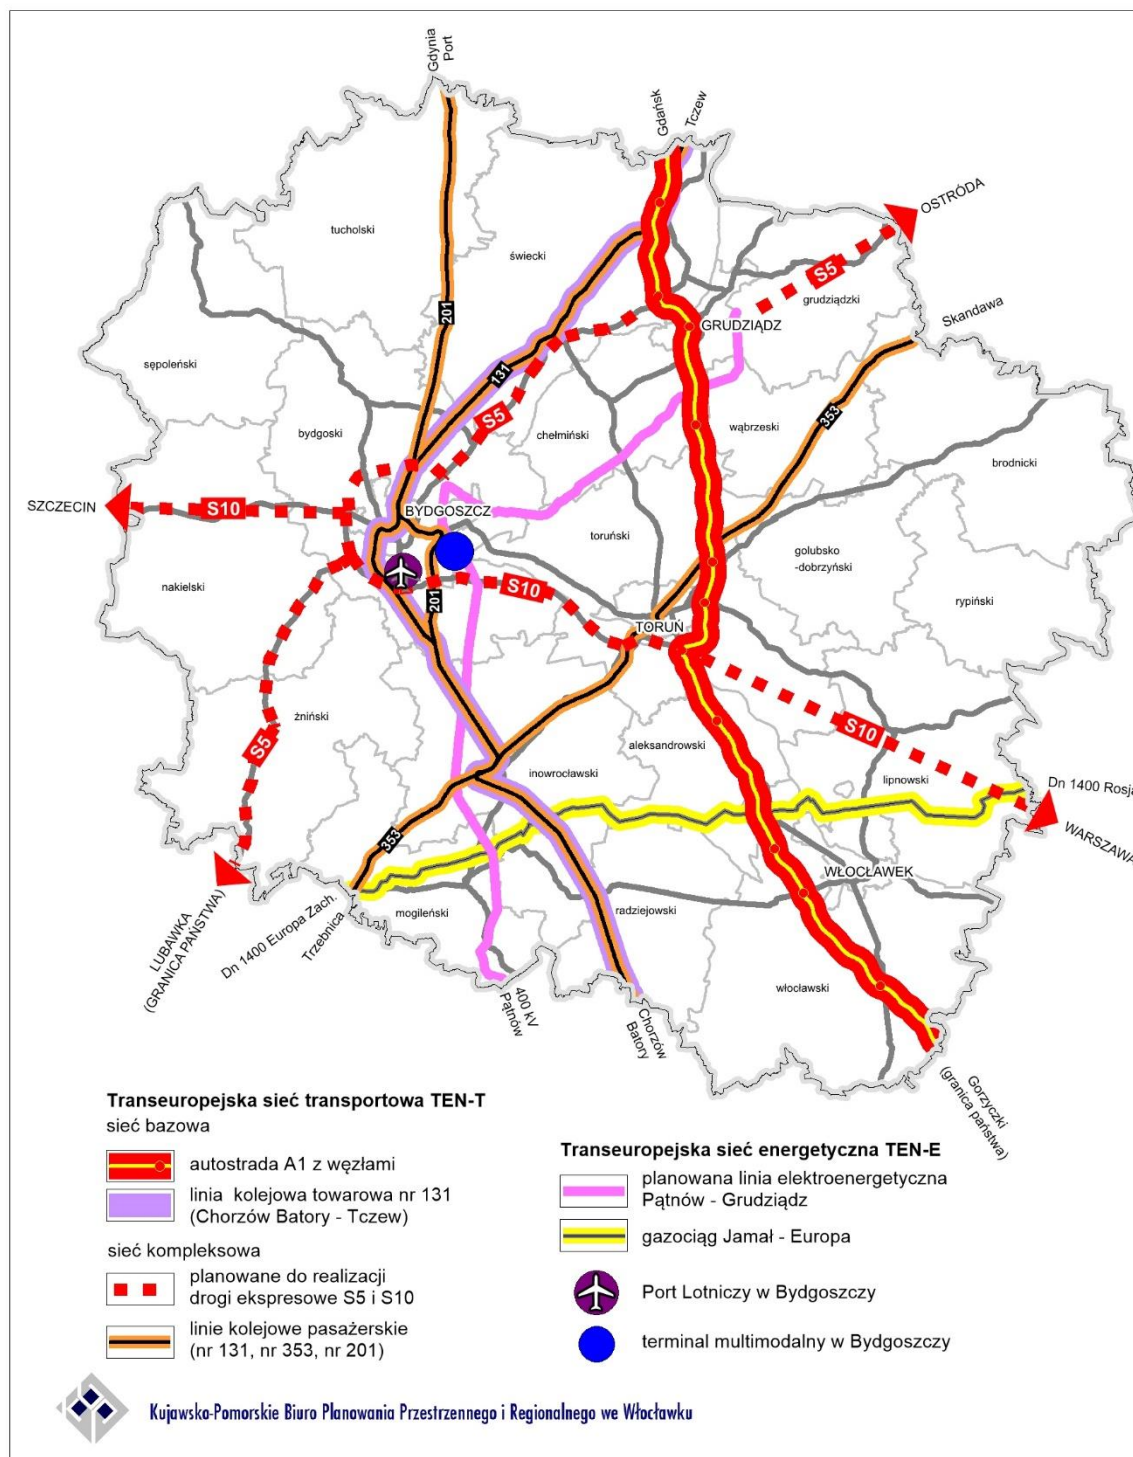 Gdynia
Port
Gdańsk
Tczew
OSTRÓDA
tucholski
świecki
S5
grudziądzki
Skandawa
201
GRUDZIĄDZ
sępoleński
131
353
S5
bydgoski
chełmiński
wąbrzeski
brodnicki
SZCZECIN
S10
BYDGOSZCZ
toruński
golubsko
-dobrzyński
nakielski
201
S10
rypiński
TORUŃ
żniński
S5
aleksandrowski
S10
inowrocławski
lipnowski
Dn 1400 Rosja
WARSZAWA
353
WŁOCŁAWEK
mogileński
radziejowski
LUBAWKA
(GRANICA PAŃSTWA)
Dn 1400 Europa Zach.
Trzebnica
400 kV
Pątnów
Chorzów
Batory
włocławski
Gorzyczki
(granica państwa)
Transeuropejska sieć transportowa TEN-T
sieć bazowa
autostrada A1 z węzłami
linia kolejowa towarowa nr 131
(Chorzów Batory - Tczew)
sieć kompleksowa
planowane do realizacji
drogi ekspresowe S5 i S10
linie kolejowe pasażerskie
(nr 131, nr 353, nr 201)
Transeuropejska sieć energetyczna TEN-E
planowana linia elektroenergetyczna
Pątnów - Grudziądz
gazociąg Jamał - Europa
Port Lotniczy w Bydgoszczy
terminal multimodalny w Bydgoszczy
Kujawsko-Pomorskie Biuro Planowania Przestrzennego i Regionalnego we Włocławku